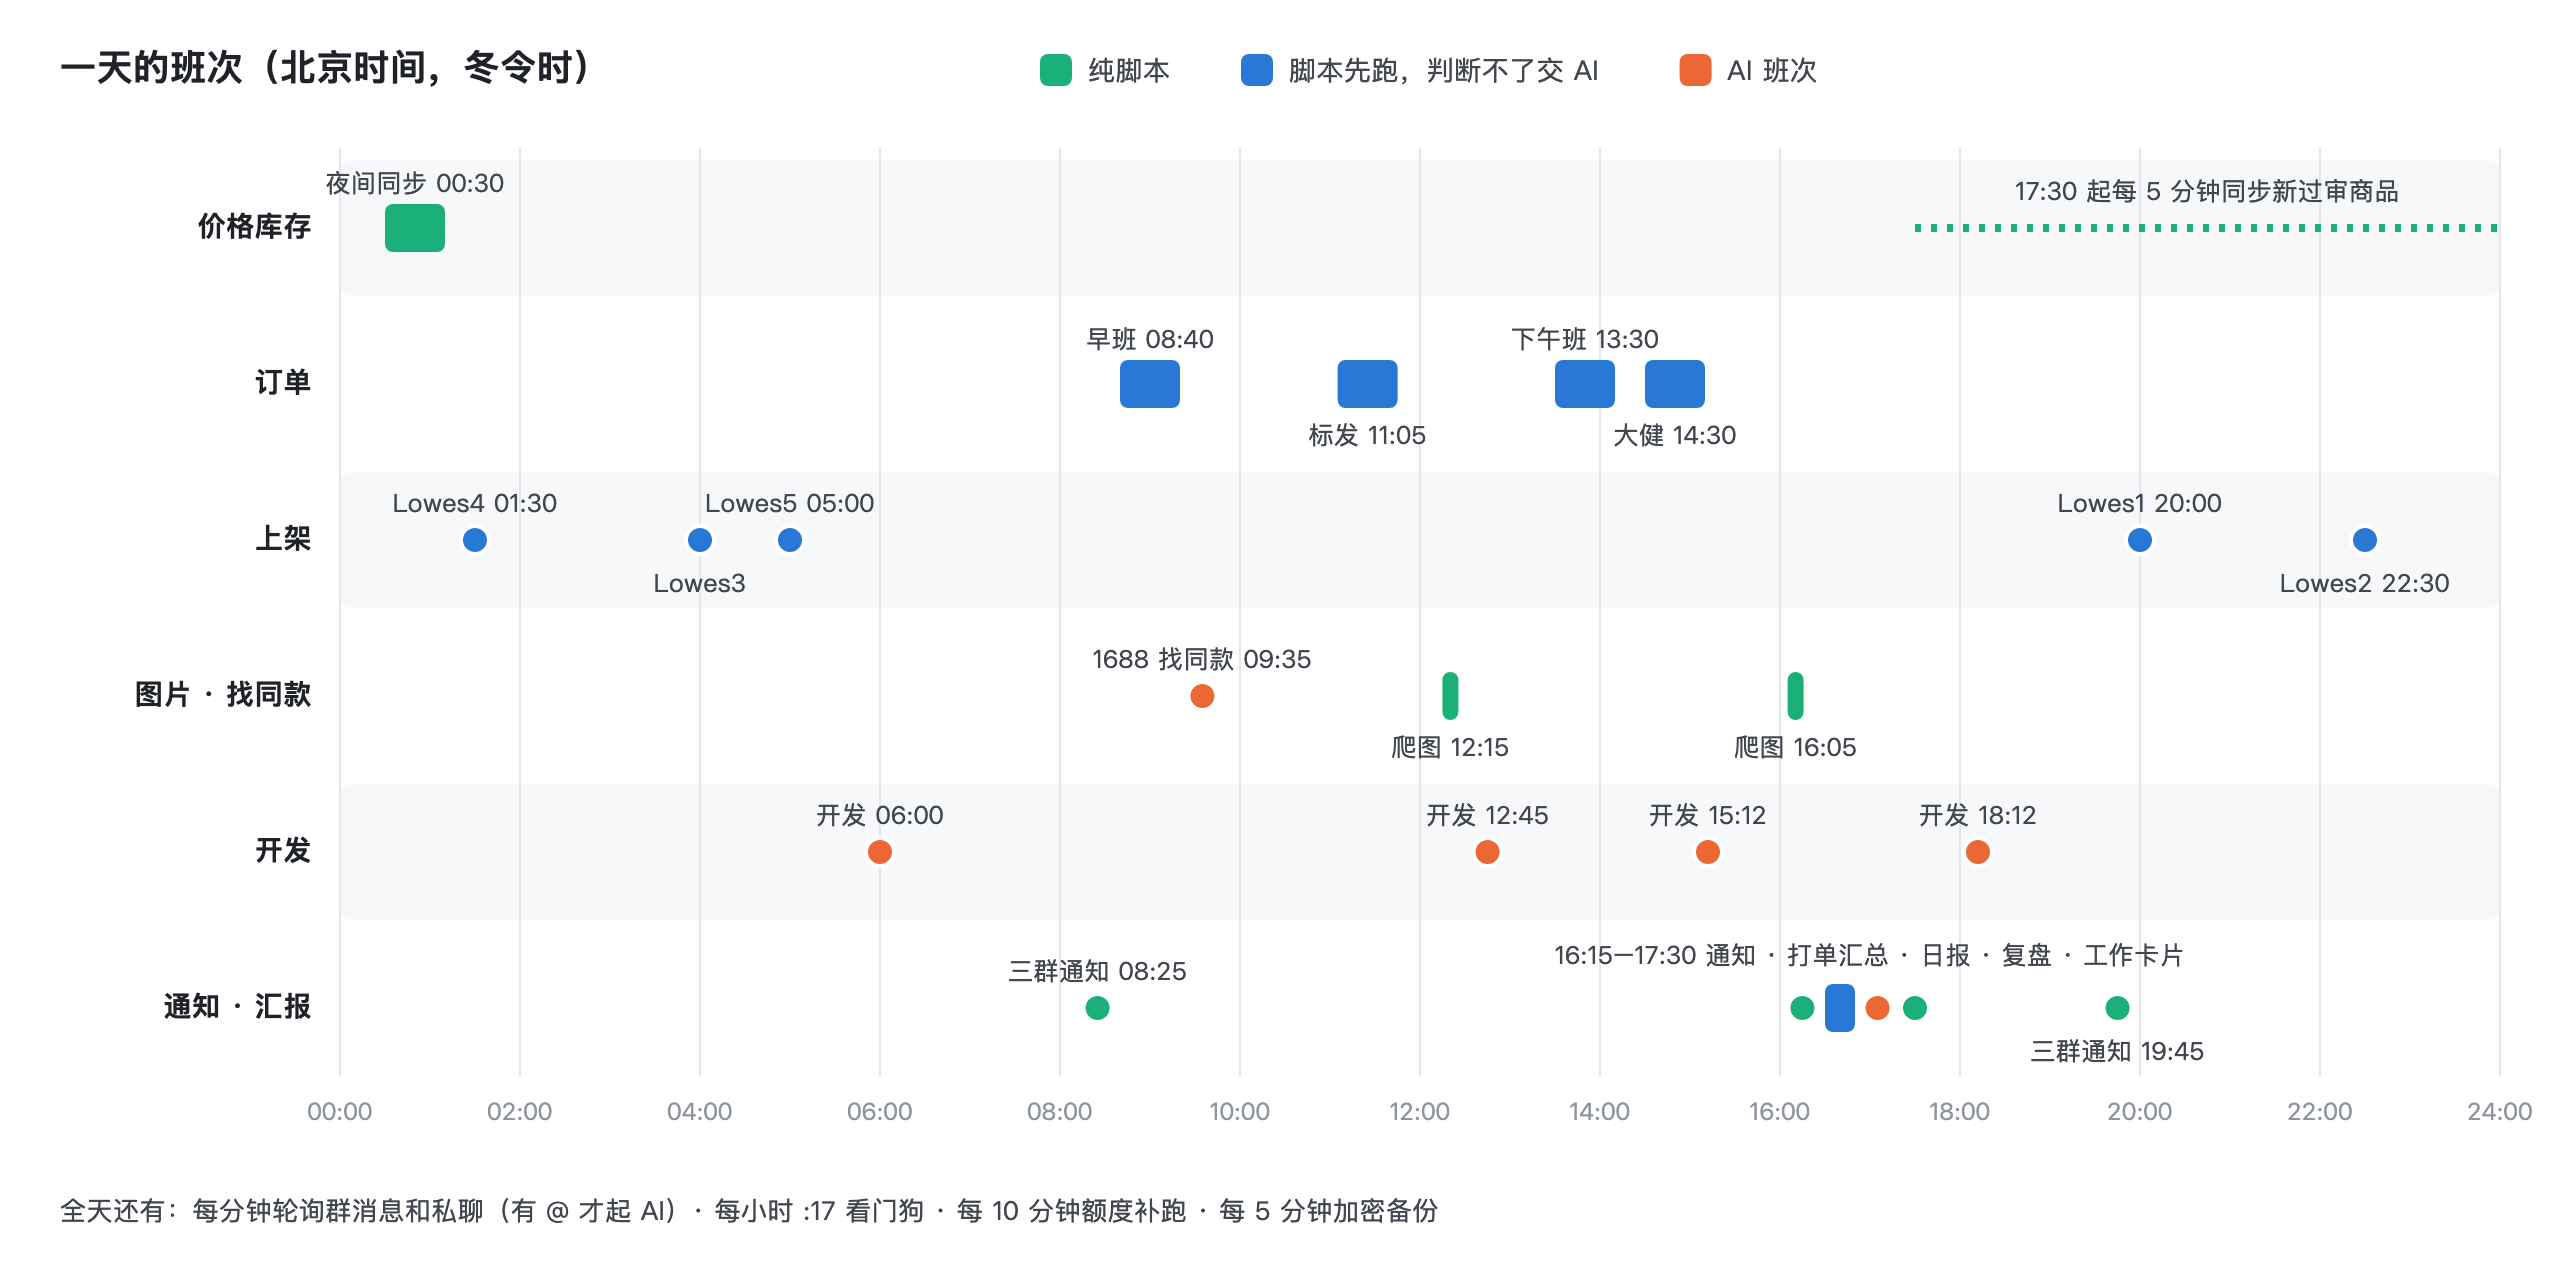 一天的班次（北京时间，冬令时）
纯脚本
脚本先跑，判断不了交 AI
AI 班次
价格库存
夜间同步 00:30
17:30 起每 5 分钟同步新过审商品
订单
早班 08:40
下午班 13:30
标发 11:05
大健 14:30
上架
Lowes4 01:30
Lowes5 05:00
Lowes1 20:00
Lowes3
Lowes2 22:30
图片 · 找同款
1688 找同款 09:35
爬图 12:15
爬图 16:05
开发
开发 06:00
开发 12:45
开发 15:12
开发 18:12
通知 · 汇报
三群通知 08:25
16:15—17:30 通知 · 打单汇总 · 日报 · 复盘 · 工作卡片
三群通知 19:45
00:00
02:00
04:00
06:00
08:00
10:00
12:00
14:00
16:00
18:00
20:00
22:00
24:00
全天还有：每分钟轮询群消息和私聊（有 @ 才起 AI）· 每小时 :17 看门狗 · 每 10 分钟额度补跑 · 每 5 分钟加密备份